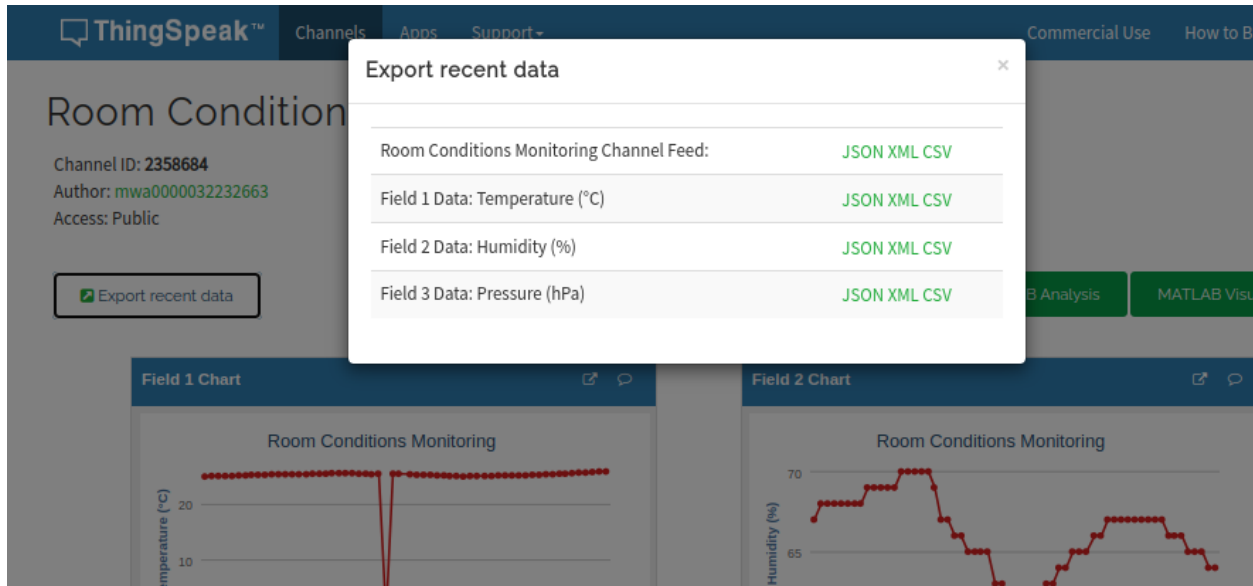 ThingSpeak™ Channels Apps Support Commercial Use How to B
Export recent data ×
Room Condition
Room Conditions Monitoring Channel Feed: JSON XML CSV
Channel ID: 2358684
Author: mwa0000032232663
Access: Public
Field 1 Data: Temperature (°C) JSON XML CSV
Field 2 Data: Humidity (%) JSON XML CSV
Field 3 Data: Pressure (hPa) JSON XML CSV
Export recent data
B Analysis
MATLAB Visu
Field 1 Chart
Room Conditions Monitoring
emperature (°C)
20
10
Field 2 Chart
Room Conditions Monitoring
Humidity (%)
70
65